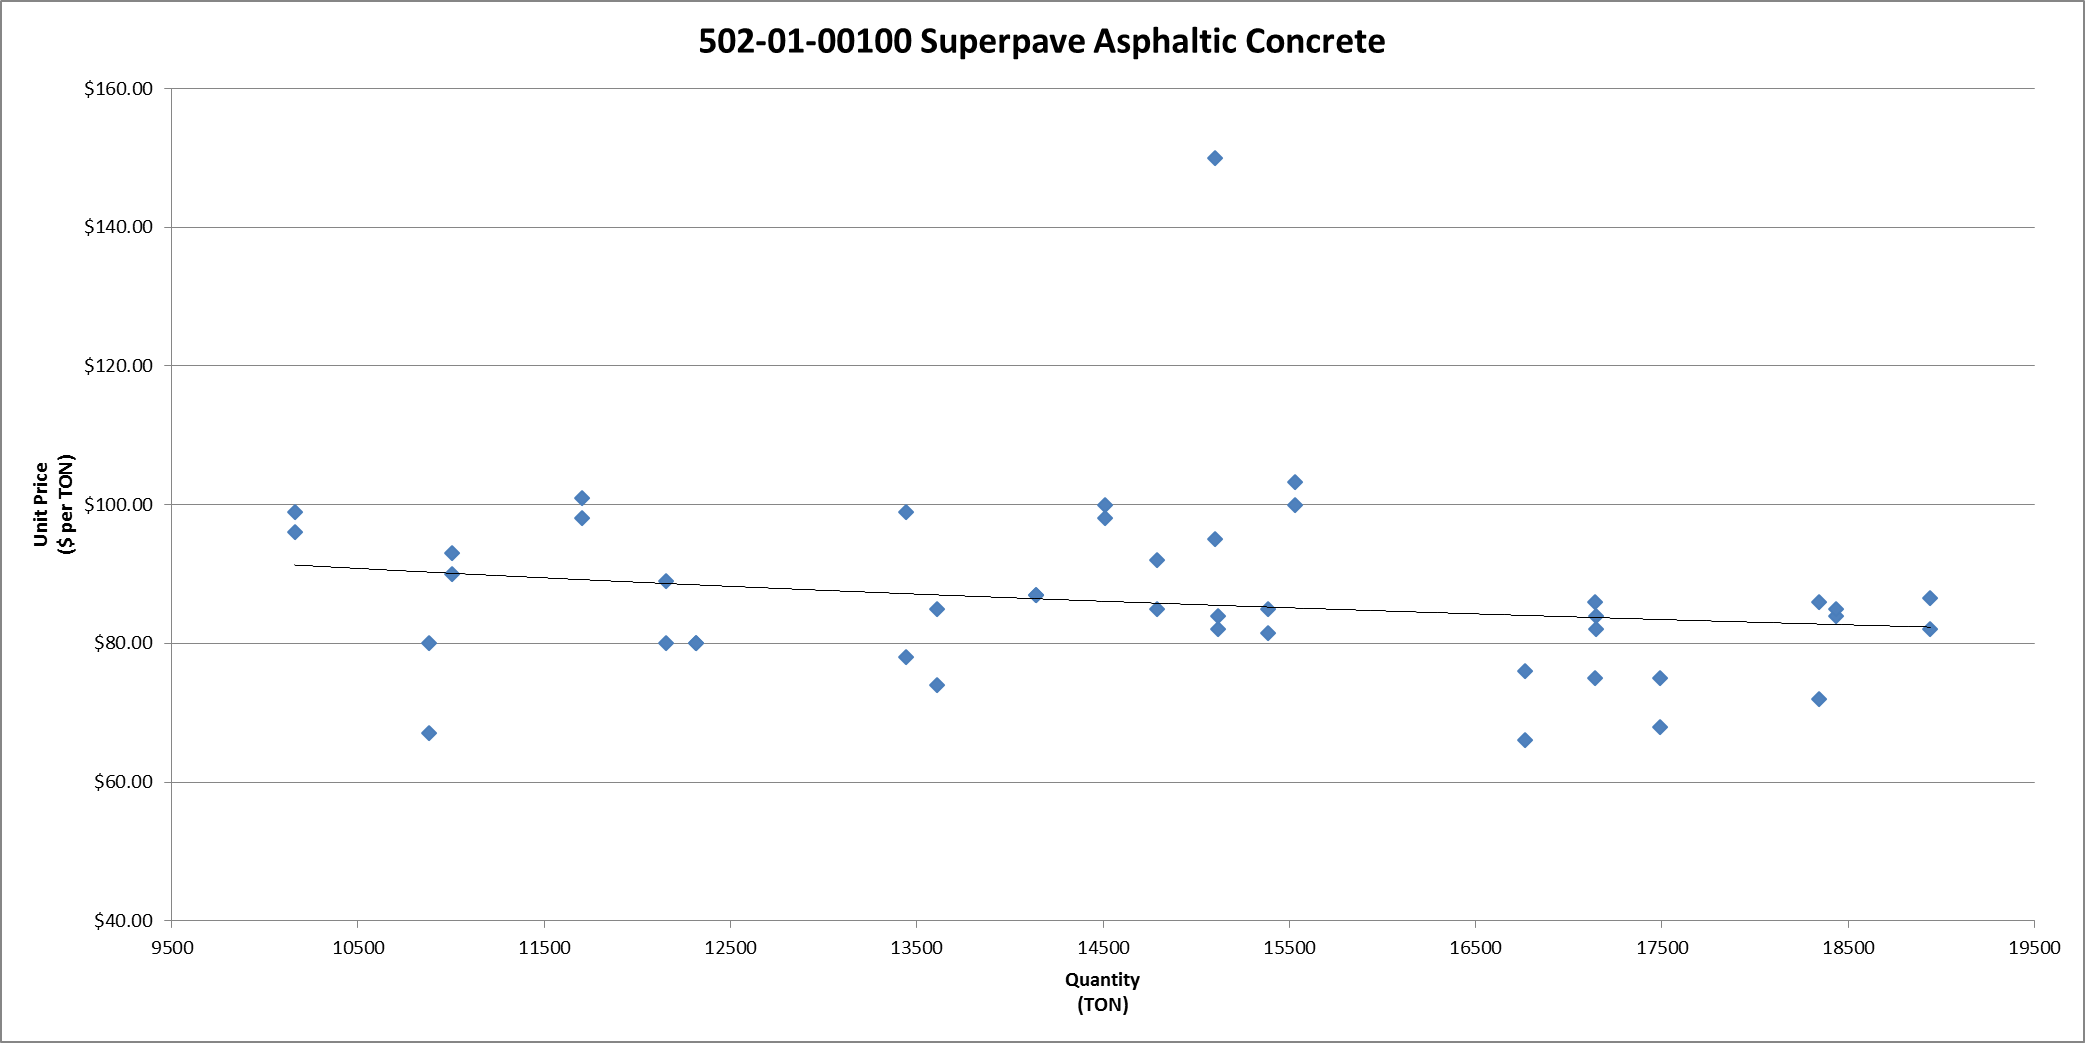 502-01-00100 Superpave Asphaltic Concrete
$160.00
$140.00
$120.00
$100.00
$80.00
$60.00
$40.00
Unit Price
($ per TON)
9500 10500 11500 12500 13500 14500 15500 16500 17500 18500 19500
Quantity
(TON)